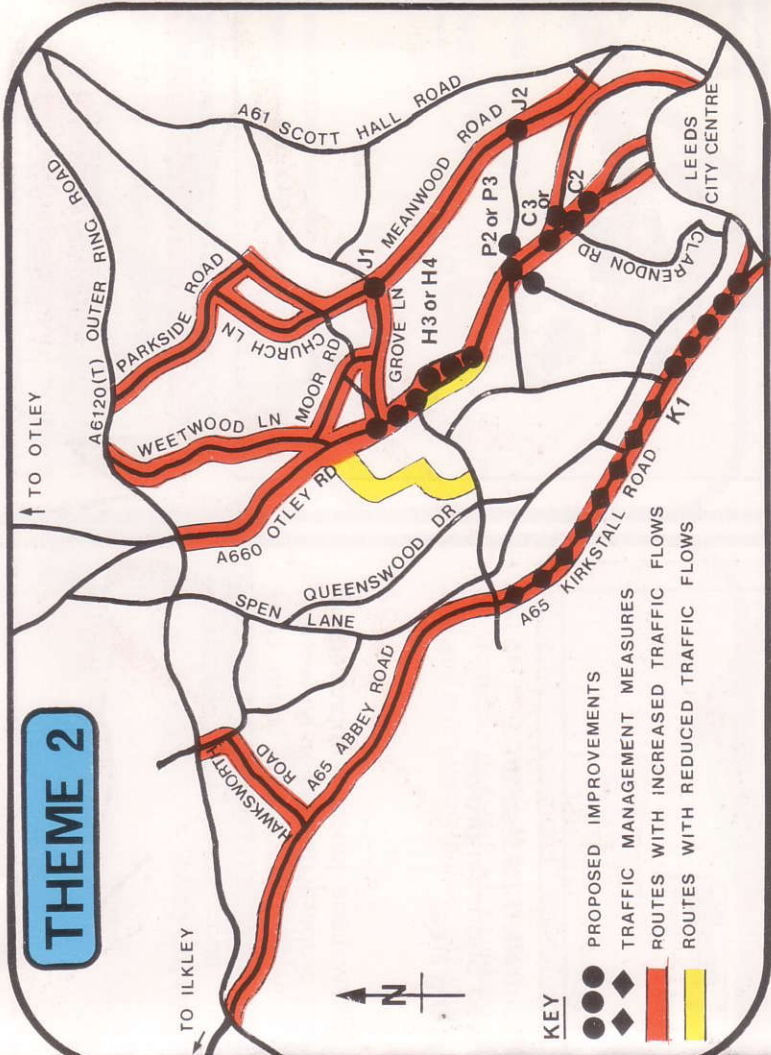 THEME 2
TO OTLEY
TO ILKLEY
A6120(T) OUTER RING ROAD
A61 SCOTT HALL ROAD
PARKSIDE ROAD
CHURCH LN
WEETWOOD LN
MOOR RD
GROVE LN
MEANWOOD ROAD
J1
J2
H3 or H4
P2 or P3
C3 or
C2
A660 OTLEY RD
QUEENSWOOD DR
SPEN LANE
HAWKSWORTH ROAD
A65 ABBEY ROAD
A65 KIRKSTALL ROAD
K1
CLARENDON RD
LEEDS
CITY CENTRE
N
KEY
PROPOSED IMPROVEMENTS
TRAFFIC MANAGEMENT MEASURES
ROUTES WITH INCREASED TRAFFIC FLOWS
ROUTES WITH REDUCED TRAFFIC FLOWS